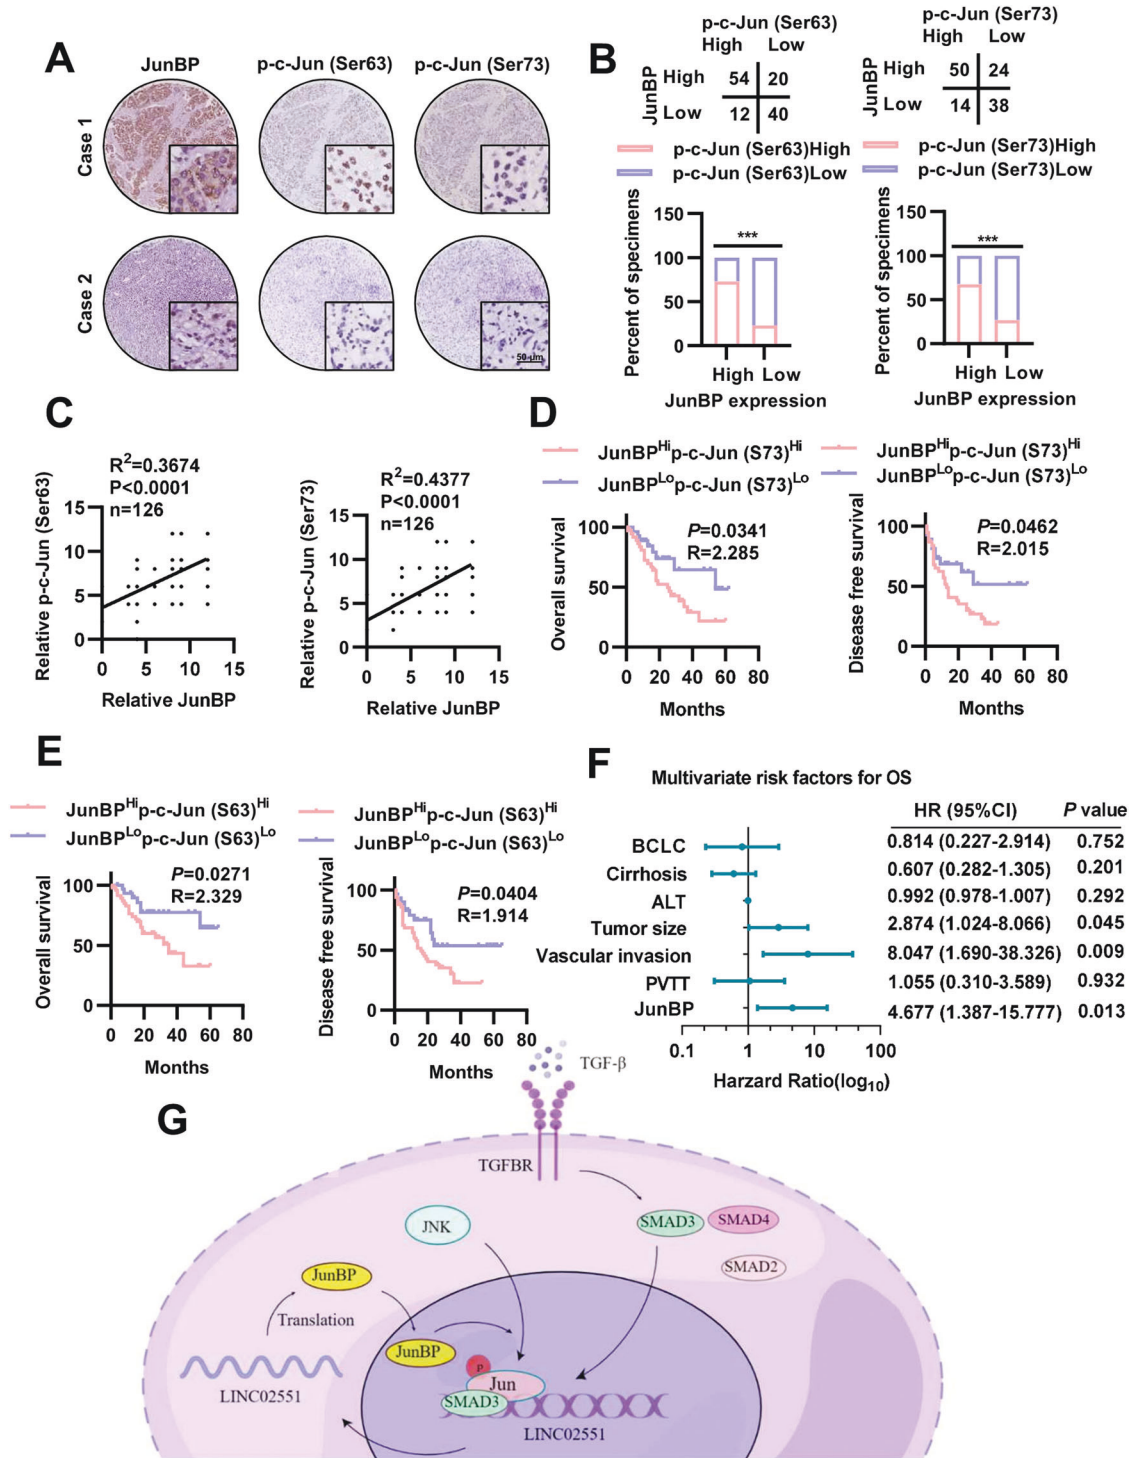 A
JunBP
p-c-Jun (Ser63)
p-c-Jun (Ser73)
Case 1
Case 2
50 μm
B
p-c-Jun (Ser63)
High Low
JunBP
High 54 20
Low 12 40
p-c-Jun (Ser63)High
p-c-Jun (Ser63)Low
Percent of specimens
150
100
50
0
***
High Low
JunBP expression
p-c-Jun (Ser73)
High Low
JunBP
High 50 24
Low 14 38
p-c-Jun (Ser73)High
p-c-Jun (Ser73)Low
Percent of specimens
150
100
50
0
***
High Low
JunBP expression
C
R2=0.3674
P<0.0001
n=126
Relative p-c-Jun (Ser63)
15
10
5
0
0 5 10 15
Relative JunBP
R2=0.4377
P<0.0001
n=126
Relative p-c-Jun (Ser73)
15
10
5
0
0 5 10 15
Relative JunBP
D
JunBPHip-c-Jun (S73)Hi
JunBPLop-c-Jun (S73)Lo
P=0.0341
R=2.285
Overall survival
100
50
0
0 20 40 60 80
Months
JunBPHip-c-Jun (S73)Hi
JunBPLop-c-Jun (S73)Lo
P=0.0462
R=2.015
Disease free survival
100
50
0
0 20 40 60 80
Months
E
JunBPHip-c-Jun (S63)Hi
JunBPLop-c-Jun (S63)Lo
P=0.0271
R=2.329
Overall survival
100
50
0
0 20 40 60 80
Months
JunBPHip-c-Jun (S63)Hi
JunBPLop-c-Jun (S63)Lo
P=0.0404
R=1.914
Disease free survival
100
50
0
0 20 40 60 80
Months
F
Multivariate risk factors for OS
HR (95%CI) P value
BCLC 0.814 (0.227-2.914) 0.752
Cirrhosis 0.607 (0.282-1.305) 0.201
ALT 0.992 (0.978-1.007) 0.292
Tumor size 2.874 (1.024-8.066) 0.045
Vascular invasion 8.047 (1.690-38.326) 0.009
PVTT 1.055 (0.310-3.589) 0.932
JunBP 4.677 (1.387-15.777) 0.013
0.1 1 10 100
Harzard Ratio(log10)
G
TGF-β
TGFBR
JNK
SMAD3
SMAD4
SMAD2
JunBP
Translation
JunBP
LINC02551
P
Jun
SMAD3
LINC02551